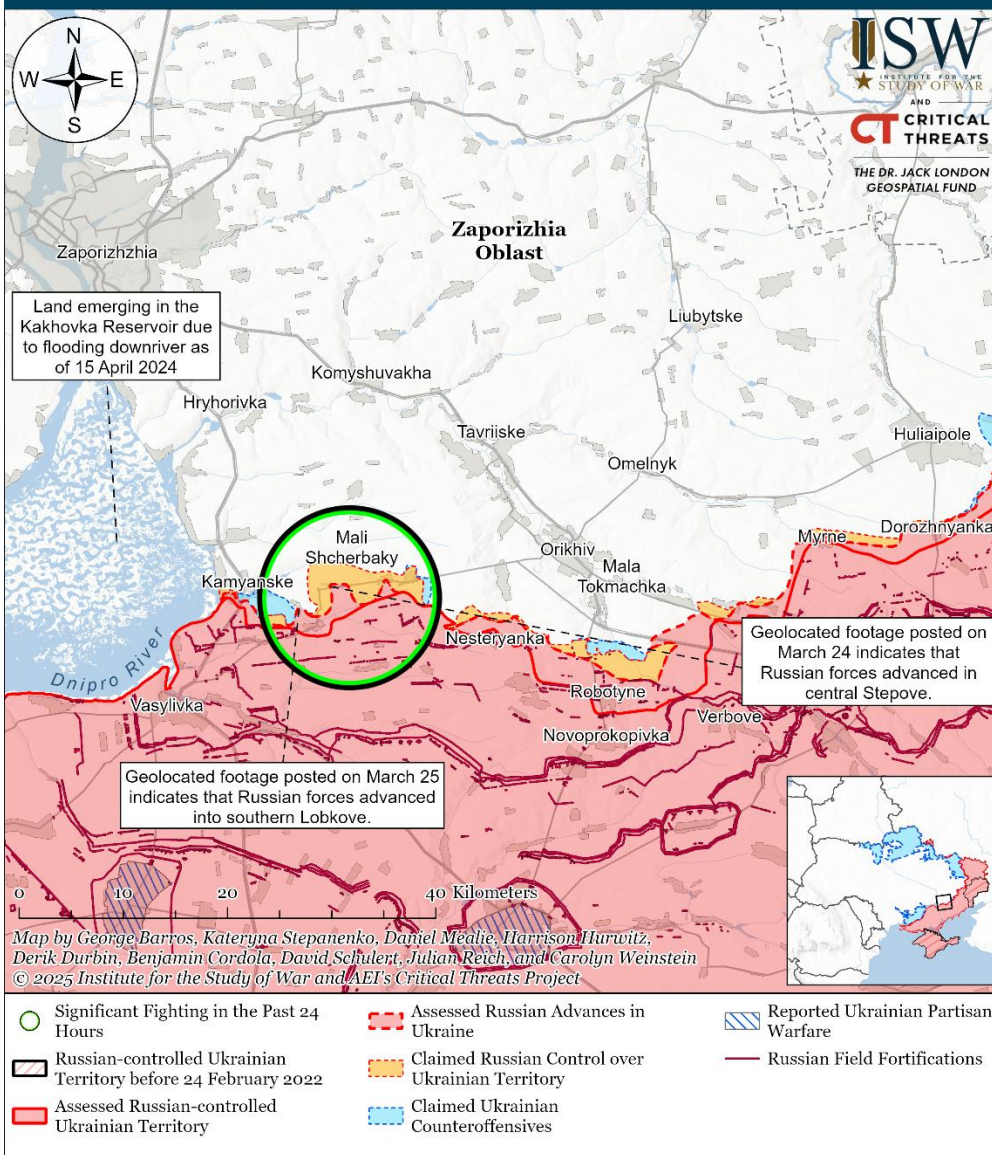 N
W E
S
ISW
INSTITUTE FOR THE
STUDY OF WAR
AND
CT CRITICAL
THREATS
THE DR. JACK LONDON
GEOSPATIAL FUND
Zaporizhia
Oblast
Zaporizhzhia
Land emerging in the
Kakhovka Reservoir due
to flooding downriver as
of 15 April 2024
Liubytske
Komyshuvakha
Hryhorivka
Tavriiske
Huliaipole
Omelnyk
Mali
Shcherbaky
Orikhiv
Myrne
Dorozhnyanka
Kamyanske
Mala
Tokmachka
Nesteryanka
Geolocated footage posted on
March 24 indicates that
Russian forces advanced in
central Stepove.
Dnipro River
Vasylivka
Robotyne
Verbove
Novoprokopivka
Geolocated footage posted on March 25
indicates that Russian forces advanced
into southern Lobkove.
0 10 20 40 Kilometers
Map by George Barros, Kateryna Stepanenko, Daniel Mealie, Harrison Hurwitz,
Derik Durbin, Benjamin Cordola, David Schulert, Julian Reich, and Carolyn Weinstein
© 2025 Institute for the Study of War and AEI's Critical Threats Project
Significant Fighting in the Past 24
Hours
Russian-controlled Ukrainian
Territory before 24 February 2022
Assessed Russian-controlled
Ukrainian Territory
Assessed Russian Advances in
Ukraine
Claimed Russian Control over
Ukrainian Territory
Claimed Ukrainian
Counteroffensives
Reported Ukrainian Partisan
Warfare
Russian Field Fortifications